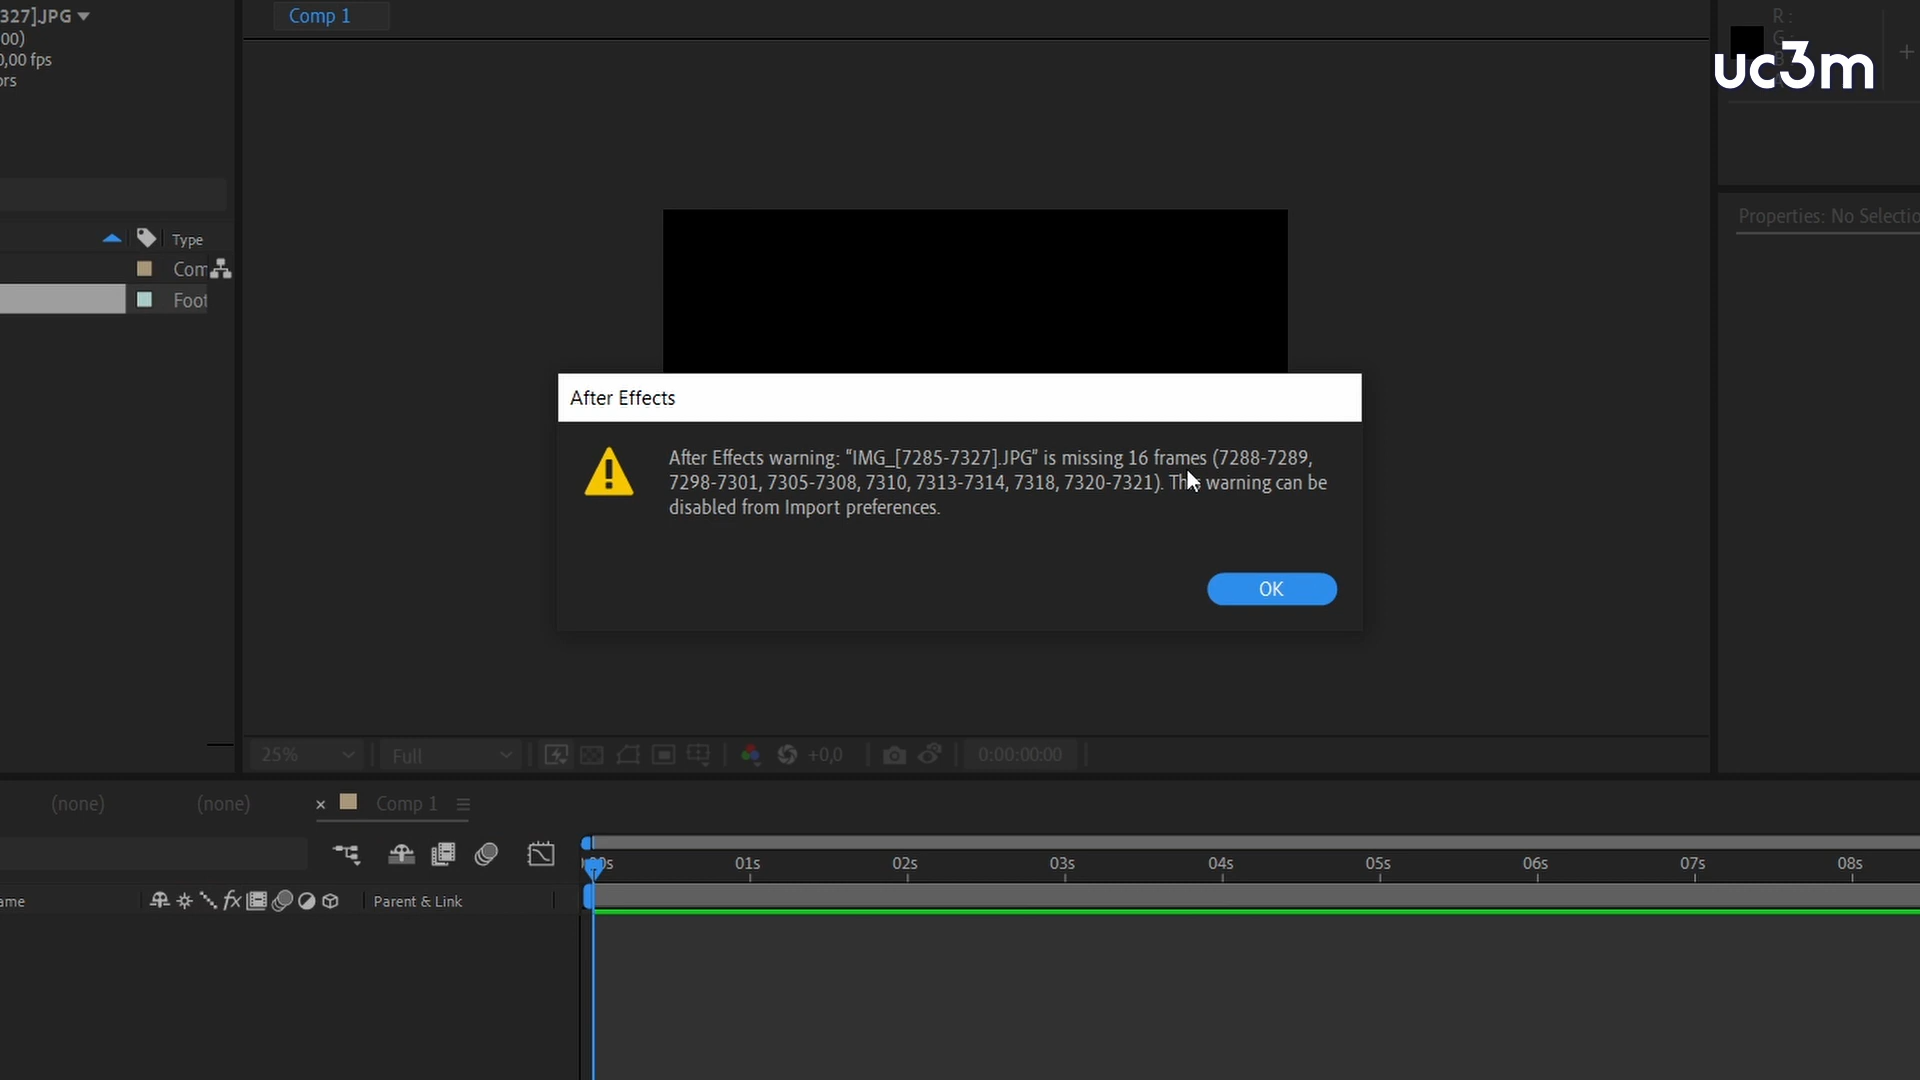 327].JPG
Comp 1
00)
0,00 fps
ors
R :
G :
B :
uc3m
Properties: No Selectio
Type
Com
Foot
After Effects
After Effects warning: “IMG_[7285-7327].JPG” is missing 16 frames (7288-7289,
7298-7301, 7305-7308, 7310, 7313-7314, 7318, 7320-7321). This warning can be
disabled from Import preferences.
OK
25%
Full
+0,0
0:00:00:00
(none)
(none)
Comp 1
00s
01s
02s
03s
04s
05s
06s
07s
08s
ame
fx
Parent & Link